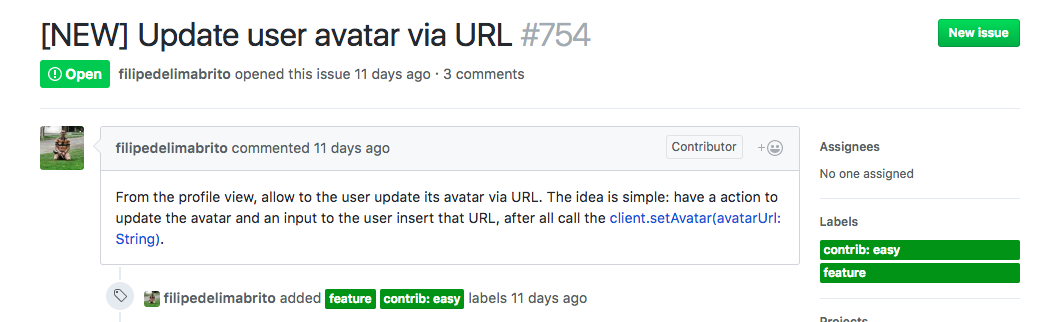 [NEW] Update user avatar via URL #754
New issue
Open
filipedelimabrito opened this issue 11 days ago · 3 comments
filipedelimabrito commented 11 days ago
Contributor
+
From the profile view, allow to the user update its avatar via URL. The idea is simple: have a action to
update the avatar and an input to the user insert that URL, after all call the client.setAvatar(avatarUrl:
String).
filipedelimabrito added feature contrib: easy labels 11 days ago
Assignees
No one assigned
Labels
contrib: easy
feature
Projects